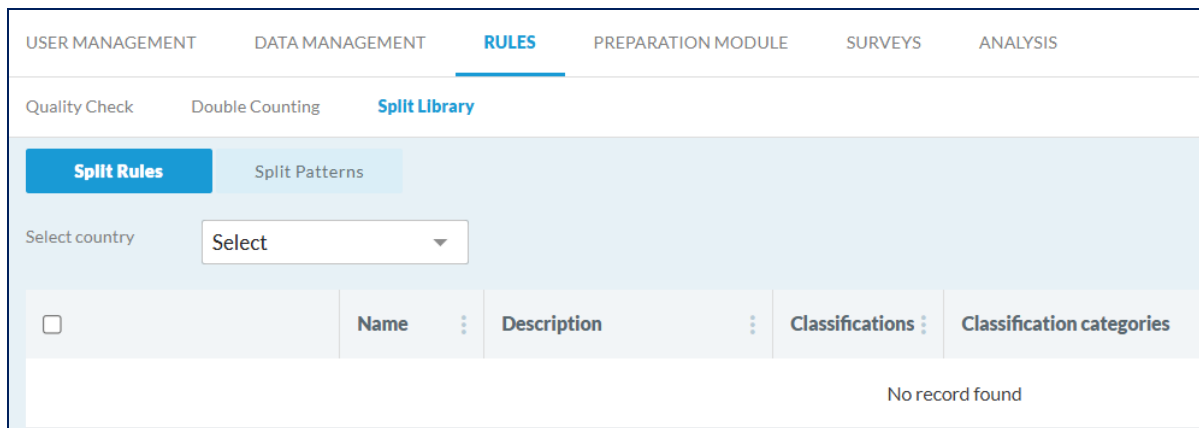 USER MANAGEMENT DATA MANAGEMENT RULES PREPARATION MODULE SURVEYS ANALYSIS
Quality Check Double Counting Split Library
Split Rules Split Patterns
Select country Select
Name Description Classifications Classification categories
No record found